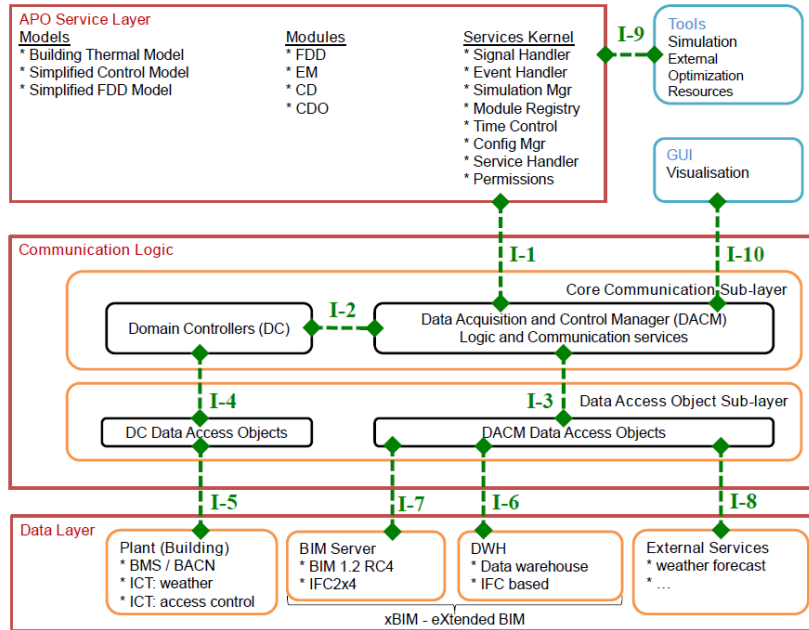 APO Service Layer
Models
* Building Thermal Model
* Simplified Control Model
* Simplified FDD Model
Modules
* FDD
* EM
* CD
* CDO
Services Kernel
* Signal Handler
* Event Handler
* Simulation Mgr
* Module Registry
* Time Control
* Config Mgr
* Service Handler
* Permissions
I-9
Tools
Simulation
External
Optimization
Resources
GUI
Visualisation
I-1
I-10
Communication Logic
Core Communication Sub-layer
Domain Controllers (DC)
I-2
Data Acquisition and Control Manager (DACM)
Logic and Communication services
I-4
I-3
Data Access Object Sub-layer
DC Data Access Objects
DACM Data Access Objects
I-5
I-7
I-6
I-8
Data Layer
Plant (Building)
* BMS / BACN
* ICT: weather
* ICT: access control
BIM Server
* BIM 1.2 RC4
* IFC2x4
DWH
* Data warehouse
* IFC based
External Services
* weather forecast
* ...
xBIM - eXtended BIM